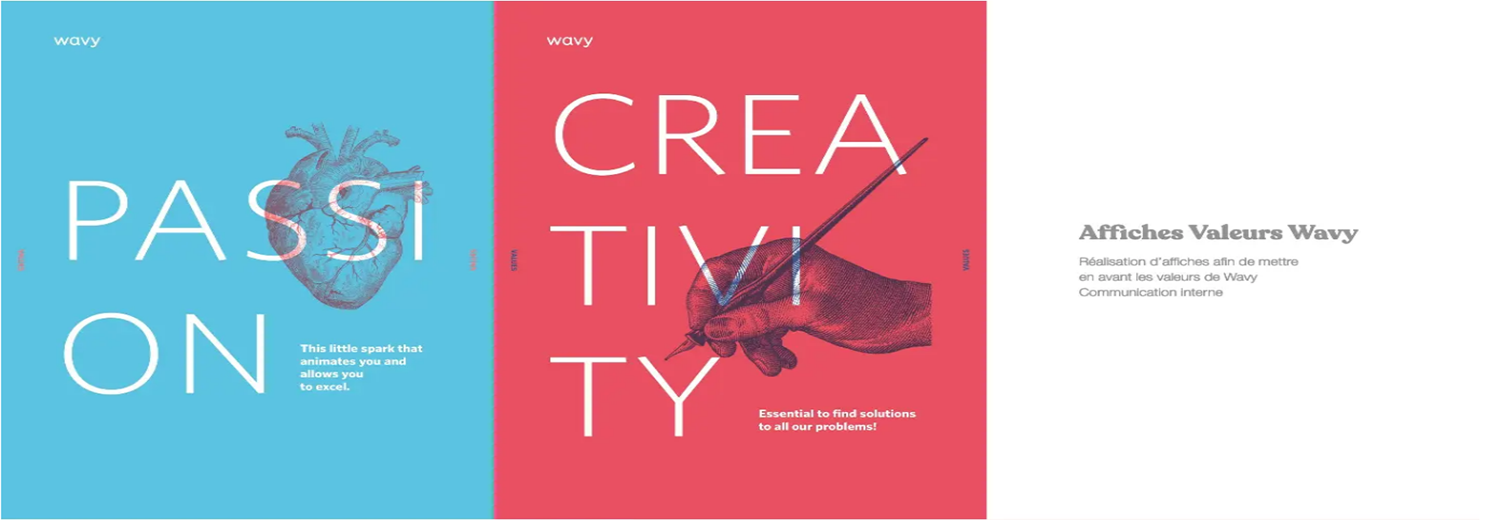 wavy
PASSI
ON
This little spark that
animates you and
allows you
to excel.
wavy
CREA
TIVI
TY
Essential to find solutions
to all our problems!
Affiches Valeurs Wavy
Réalisation d'affiches afin de mettre
en avant les valeurs de Wavy
Communication interne